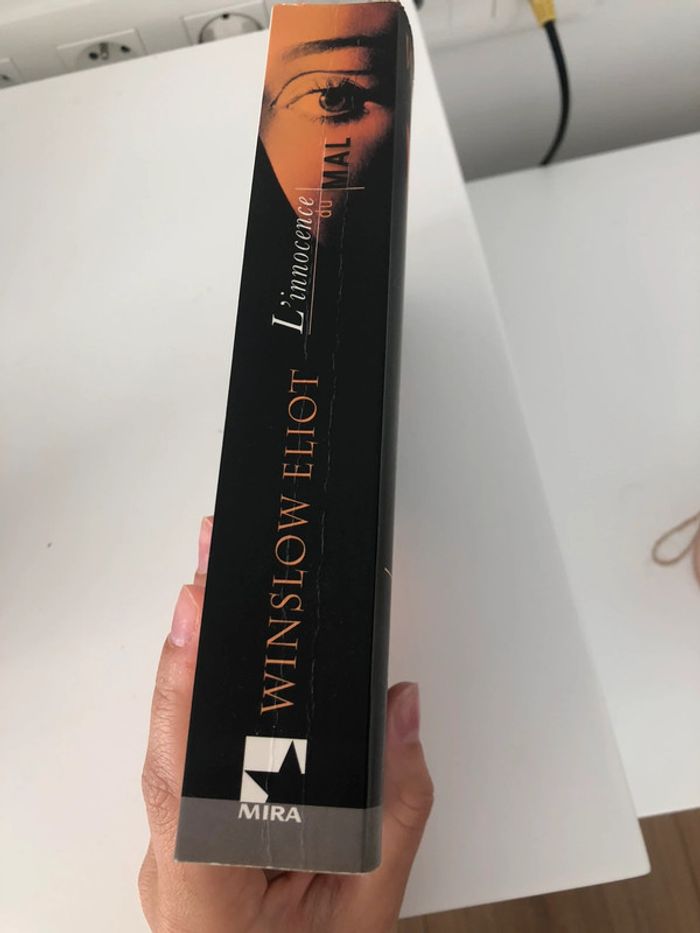 WINSLOW ELIOT
L'innocence
du MAL
MIRA